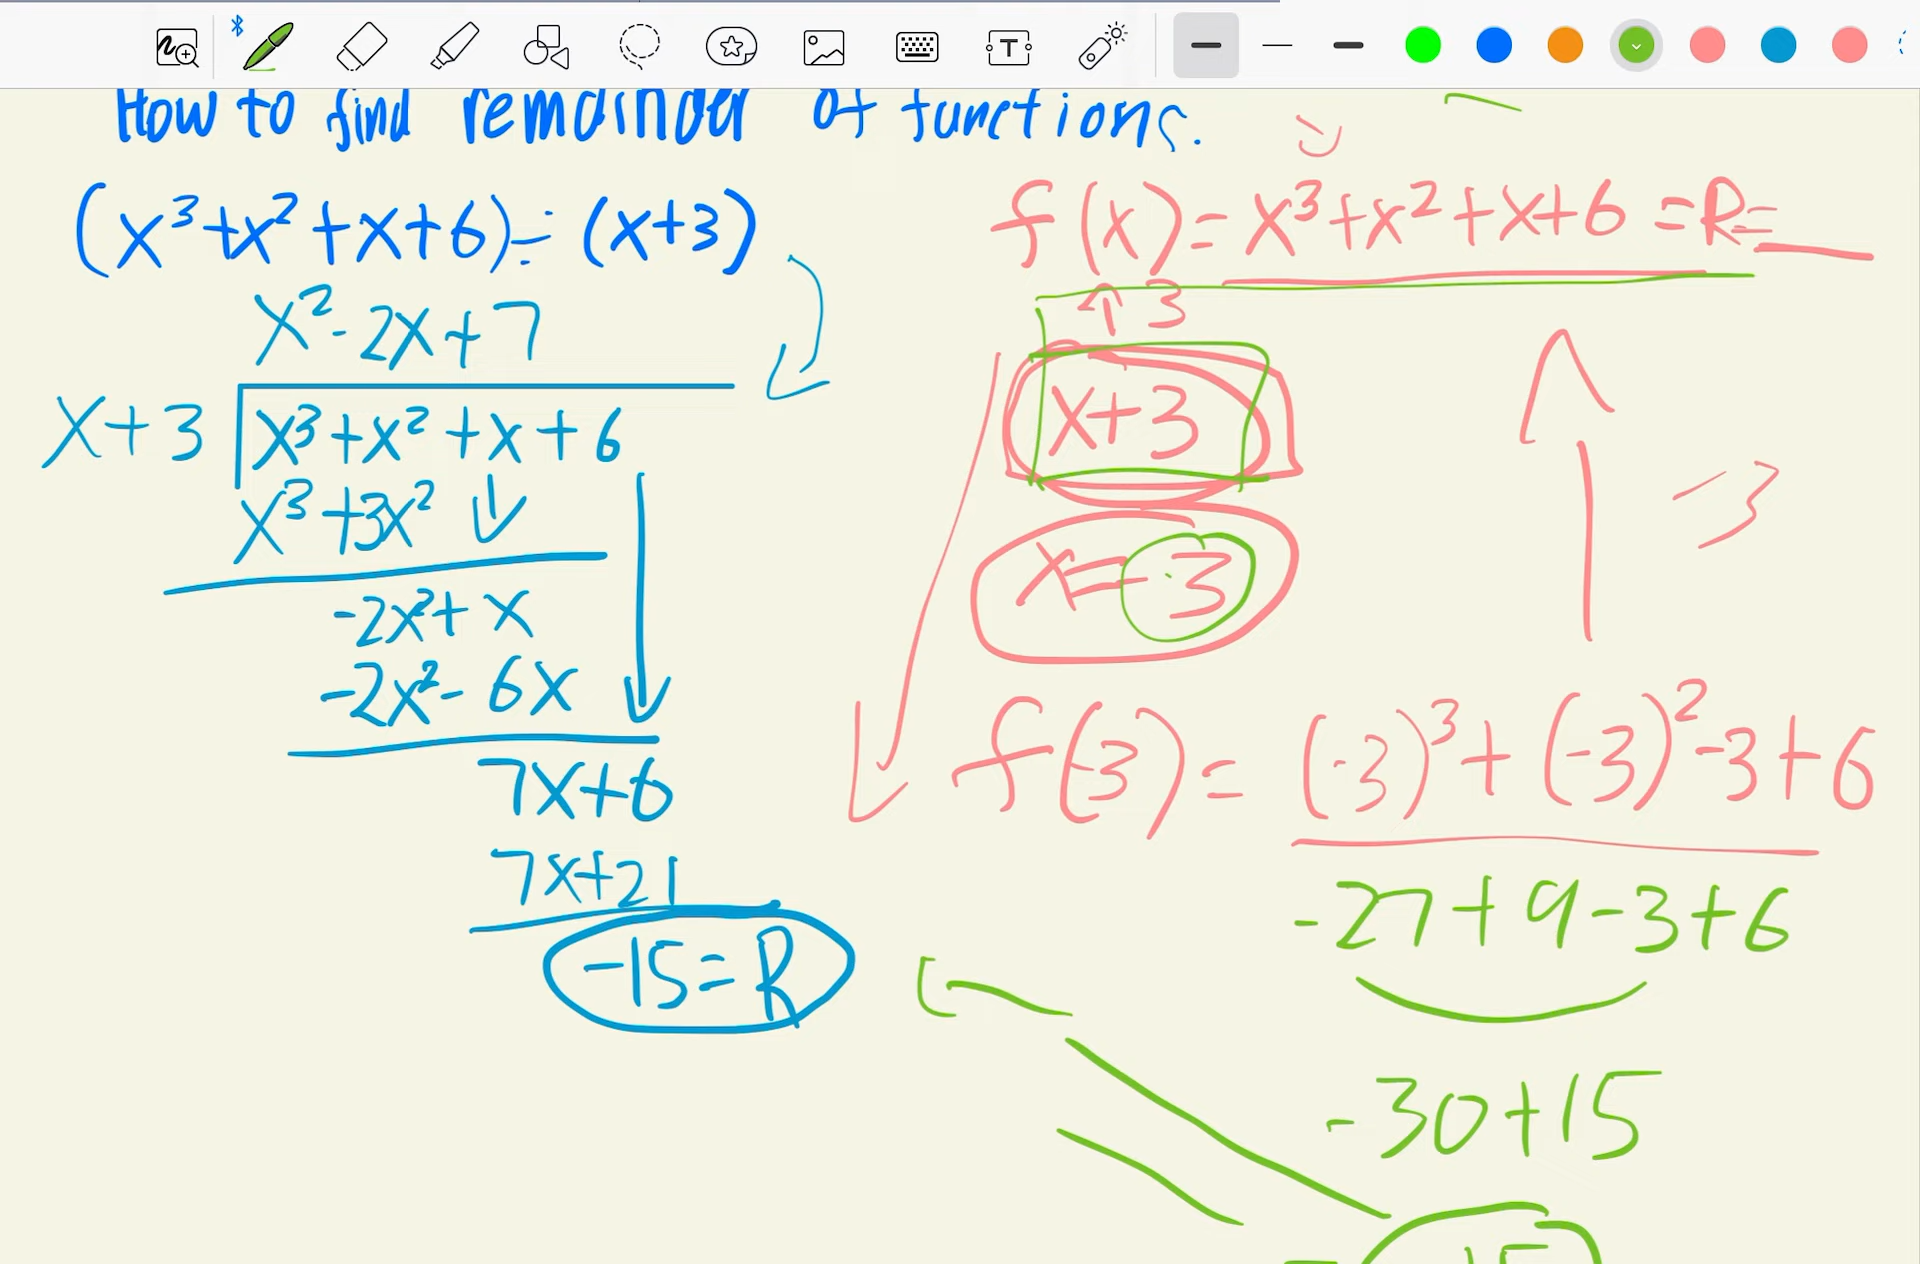 How to find remainder of functions.
(x³+x²+x+6)÷(x+3)
x²-2x+7
x+3 x³+x²+x+6
x³+3x²
-2x²+x
-2x²-6x
7x+6
7x+21
-15=R
f(x)=x³+x²+x+6=R=
3
x+3
x=-3
-3
f(-3)=(-3)³+(-3)²-3+6
-27+9-3+6
-30+15